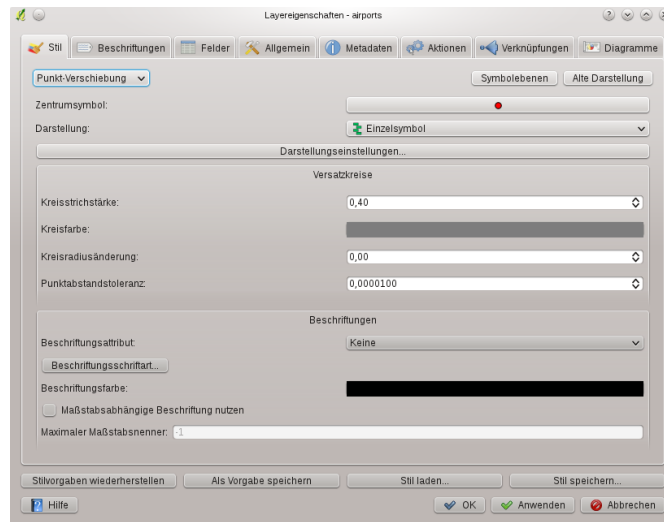 Layereigenschaften - airports
Stil Beschriftungen Felder Allgemein Metadaten Aktionen Verknüpfungen Diagramme
Punkt-Verschiebung Symbolebenen Alte Darstellung
Zentrumsymbol:
Darstellung: Einzelsymbol
Darstellungseinstellungen...
Versatzkreise
Kreisstrichstärke: 0,40
Kreisfarbe:
Kreisradiusänderung: 0,00
Punktabstandstoleranz: 0,0000100
Beschriftungen
Beschriftungsattribut: Keine
Beschriftungsschriftart...
Beschriftungsfarbe:
Maßstabsabhängige Beschriftung nutzen
Maximaler Maßstabsnenner: -1
Stilvorgaben wiederherstellen Als Vorgabe speichern Stil laden... Stil speichern...
Hilfe OK Anwenden Abbrechen